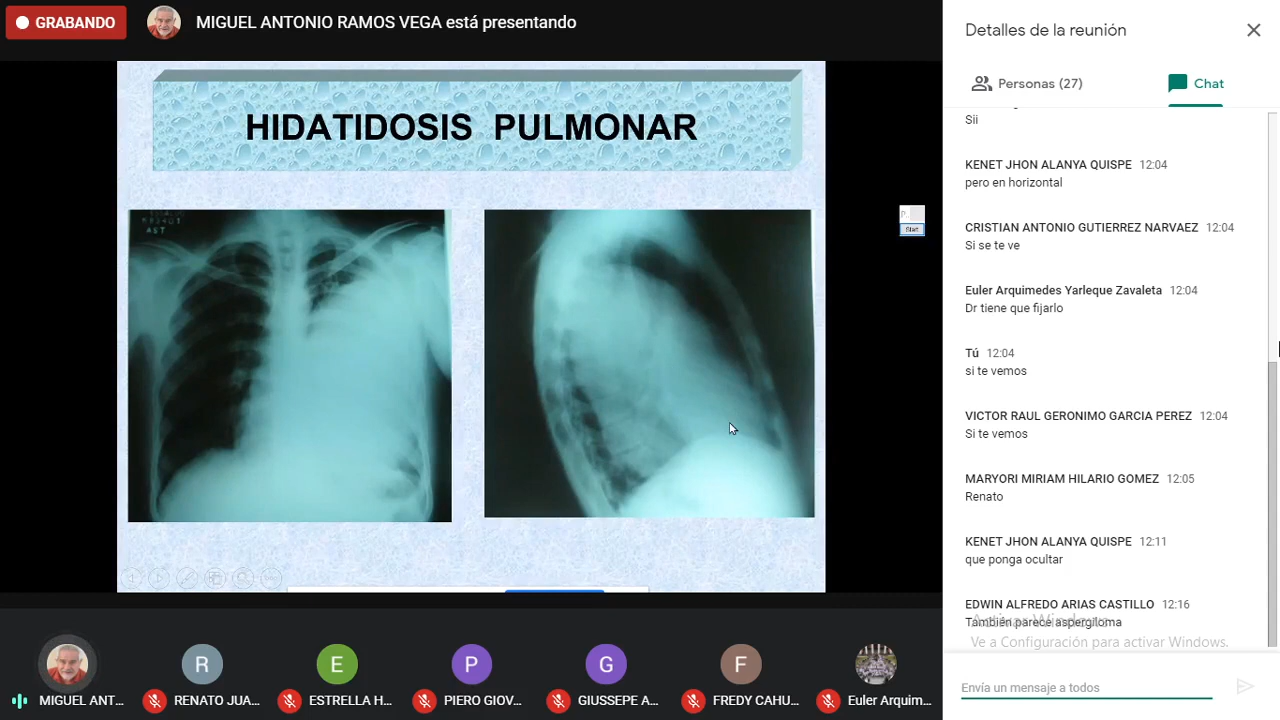 GRABANDO
MIGUEL ANTONIO RAMOS VEGA está presentando
HIDATIDOSIS PULMONAR
AST
Start
MIGUEL ANT...
RENATO JUA...
ESTRELLA H...
PIERO GIOV...
GIUSSEPE A...
FREDY CAHU...
Euler Arquim...
R
E
P
G
F
Detalles de la reunión
Personas (27)
Chat
Sii
KENET JHON ALANYA QUISPE 12:04
pero en horizontal
CRISTIAN ANTONIO GUTIERREZ NARVAEZ 12:04
Si se te ve
Euler Arquimedes Yarleque Zavaleta 12:04
Dr tiene que fijarlo
Tú 12:04
si te vemos
VICTOR RAUL GERONIMO GARCIA PEREZ 12:04
Si te vemos
MARYORI MIRIAM HILARIO GOMEZ 12:05
Renato
KENET JHON ALANYA QUISPE 12:11
que ponga ocultar
EDWIN ALFREDO ARIAS CASTILLO 12:16
También parece aspergiloma
Activar Windows
Ve a Configuración para activar Windows.
Envía un mensaje a todos